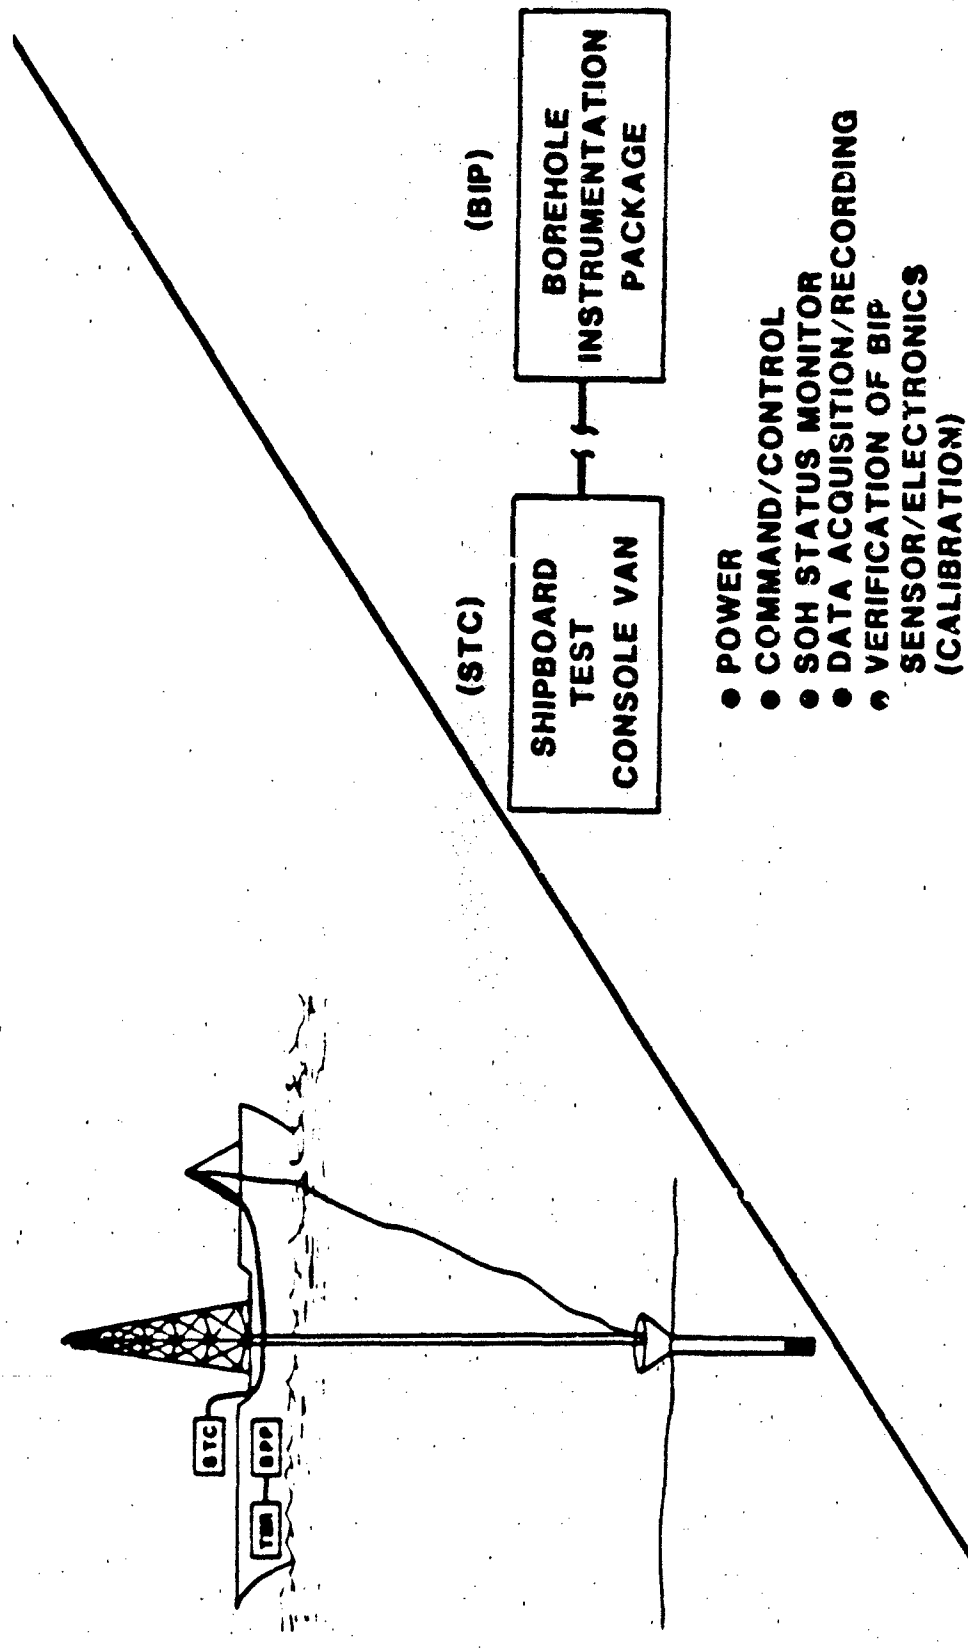 STC
BPP
(STC)
(BIP)
SHIPBOARD
TEST
CONSOLE VAN
BOREHOLE
INSTRUMENTATION
PACKAGE
● POWER
● COMMAND/CONTROL
● SOH STATUS MONITOR
● DATA ACQUISITION/RECORDING
● VERIFICATION OF BIP
SENSOR/ELECTRONICS
(CALIBRATION)